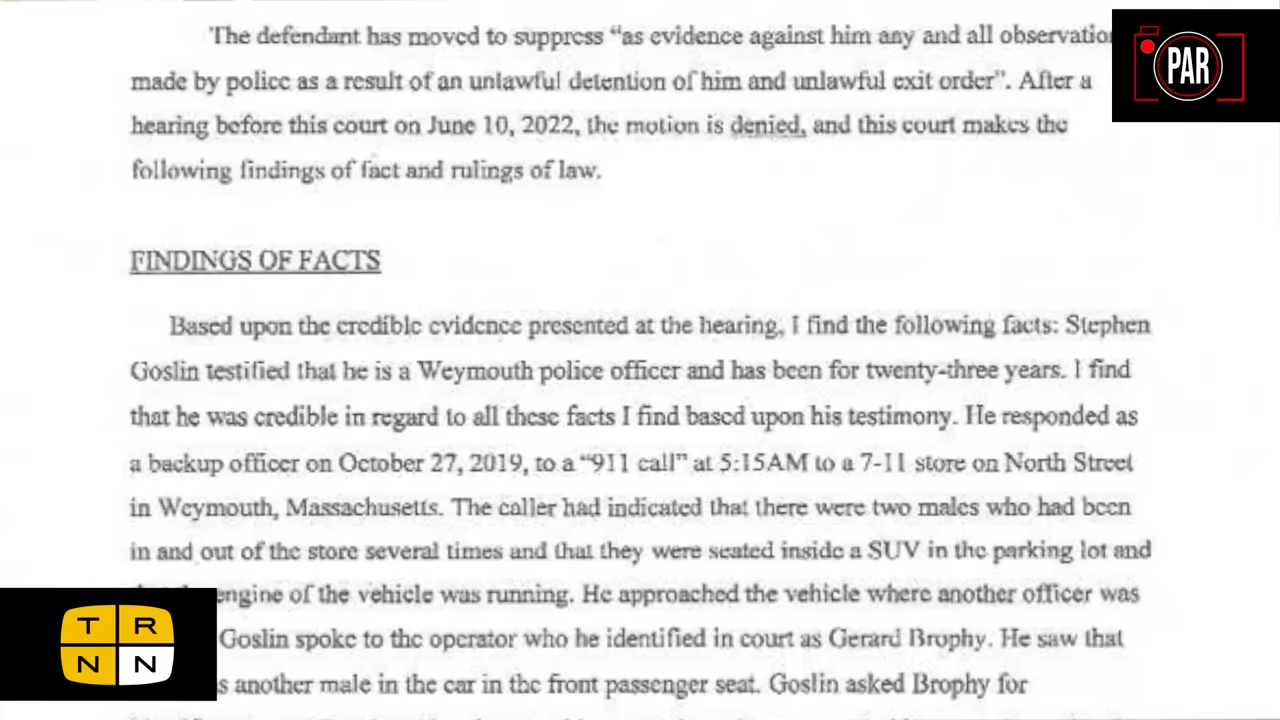 The defendant has moved to suppress “as evidence against him any and all
made by police as a result of an unlawful detention of him and unlawful exit order”. After a
hearing before this court on June 10, 2022, the motion is denied, and this court makes the
following findings of fact and rulings of law.
FINDINGS OF FACTS
Based upon the credible evidence presented at the hearing, I find the following facts: Stephen
Goslin testified that he is a Weymouth police officer and has been for twenty-three years. I find
that he was credible in regard to all these facts I find based upon his testimony. He responded as
a backup officer on October 27, 2019, to a “911 call” at 5:15AM to a 7-11 store on North Street
in Weymouth, Massachusetts. The caller had indicated that there were two males who had been
in and out of the store several times and that they were seated inside a SUV in the parking lot and
engine of the vehicle was running. He approached the vehicle where another officer was
Goslin spoke to the operator who he identified in court as Gerard Brophy. He saw that
another male in the car in the front passenger seat. Goslin asked Brophy for
PAR
T R
N N